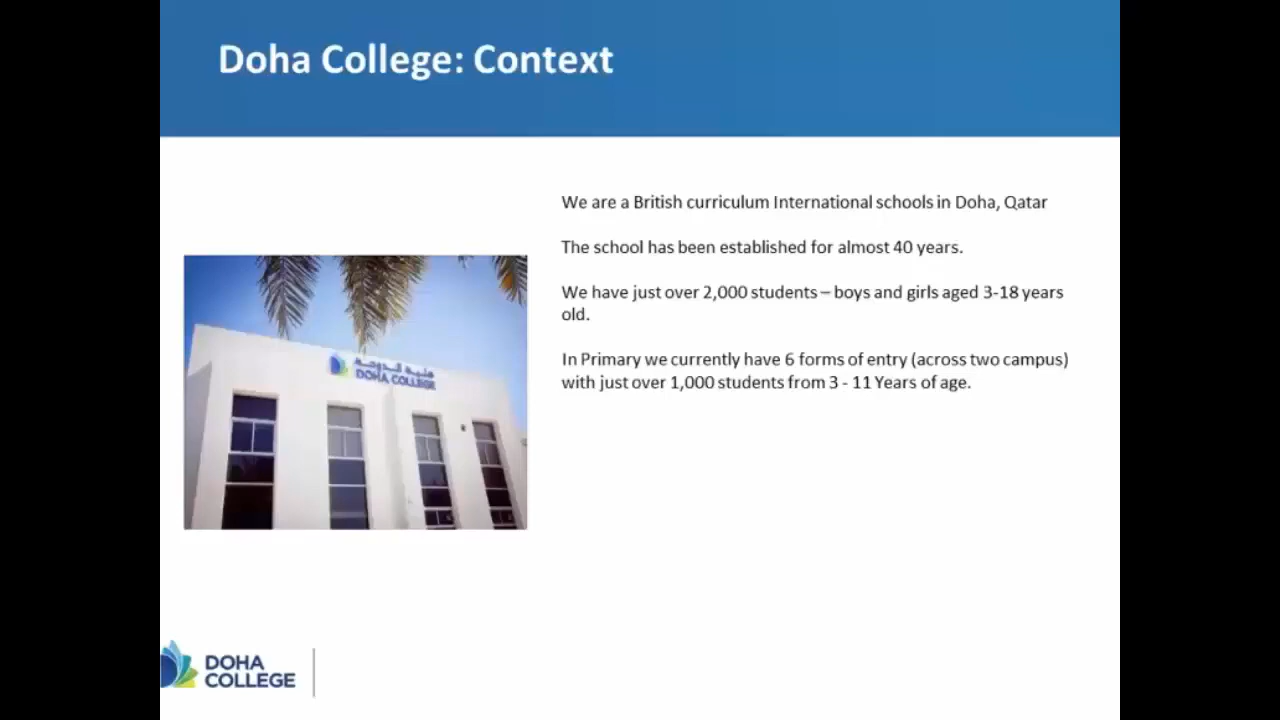 Doha College: Context
We are a British curriculum International schools in Doha, Qatar
The school has been established for almost 40 years.
We have just over 2,000 students – boys and girls aged 3-18 years
old.
In Primary we currently have 6 forms of entry (across two campus)
with just over 1,000 students from 3 - 11 Years of age.
الدوحة
DOHA COLLEGE
DOHA
COLLEGE